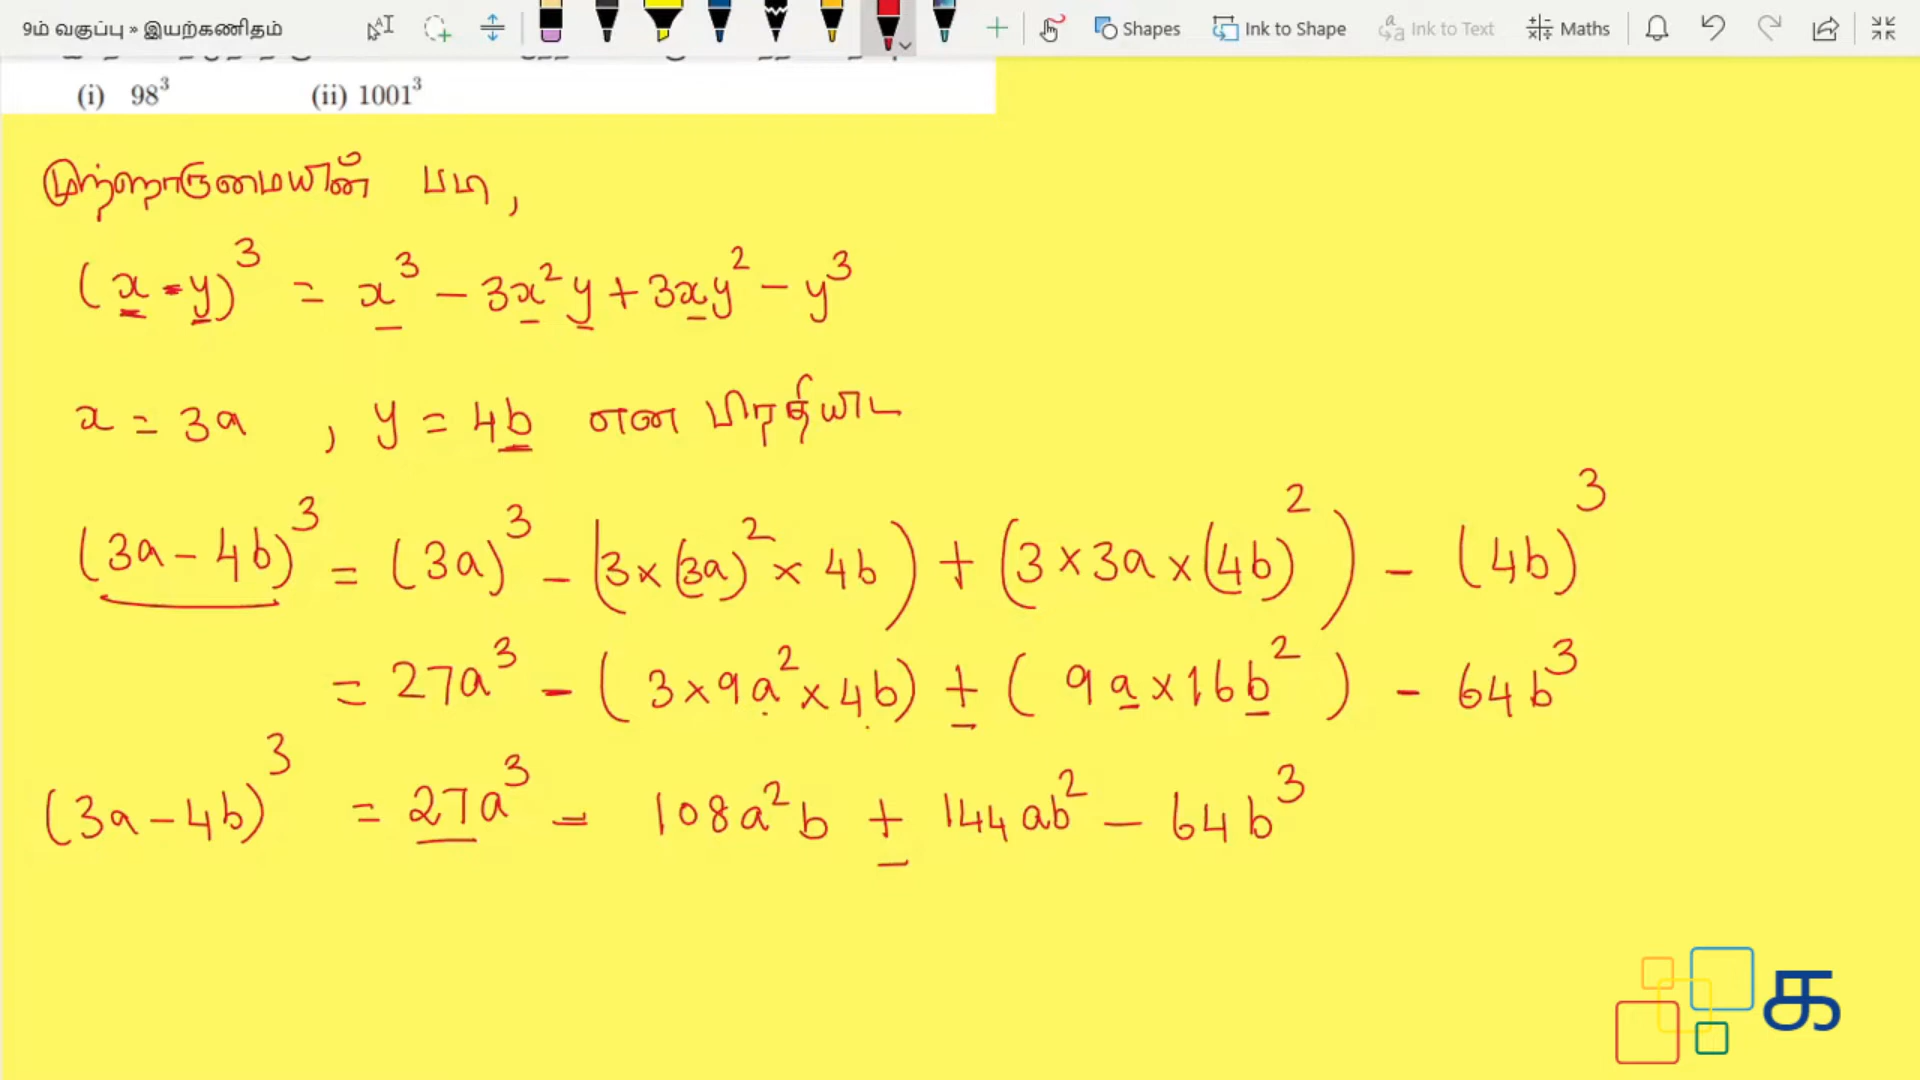 9ம் வகுப்பு » இயற்கணிதம் Shapes Ink to Shape Ink to Text Maths
(i) 98³ (ii) 1001³
முற்றொருமையின் படி,
(x - y)³ = x³ - 3x²y + 3xy² - y³
x = 3a , y = 4b என பிரதியிட
(3a - 4b)³ = (3a)³ - (3 × (3a)² × 4b) + (3 × 3a × (4b)²) - (4b)³
= 27a³ - (3 × 9a² × 4b) + (9a × 16b²) - 64b³
(3a - 4b)³ = 27a³ - 108a²b + 144ab² - 64b³
க